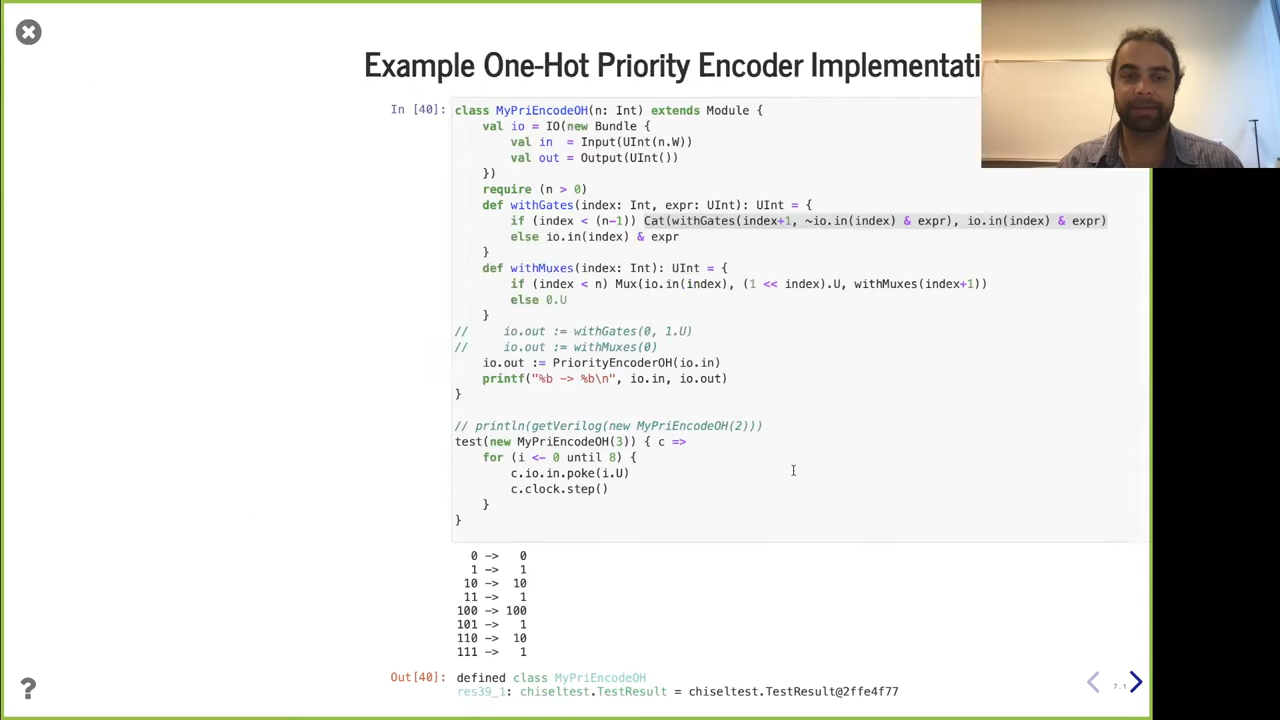 Example One-Hot Priority Encoder Implementati
In [40]:
class MyPriEncodeOH(n: Int) extends Module {
    val io = IO(new Bundle {
        val in  = Input(UInt(n.W))
        val out = Output(UInt())
    })
    require (n > 0)
    def withGates(index: Int, expr: UInt): UInt = {
        if (index < (n-1)) Cat(withGates(index+1, ~io.in(index) & expr), io.in(index) & expr)
        else io.in(index) & expr
    }
    def withMuxes(index: Int): UInt = {
        if (index < n) Mux(io.in(index), (1 << index).U, withMuxes(index+1))
        else 0.U
    }
//     io.out := withGates(0, 1.U)
//     io.out := withMuxes(0)
    io.out := PriorityEncoderOH(io.in)
    printf("%b -> %b\n", io.in, io.out)
}
// println(getVerilog(new MyPriEncodeOH(2)))
test(new MyPriEncodeOH(3)) { c =>
    for (i <- 0 until 8) {
        c.io.in.poke(i.U)
        c.clock.step()
    }
}
0 ->   0
1 ->   1
10 ->  10
11 ->   1
100 -> 100
101 ->   1
110 ->  10
111 ->   1
Out[40]:
defined class MyPriEncodeOH
res39_1: chiseltest.TestResult = chiseltest.TestResult@2ffe4f77
?
7.1